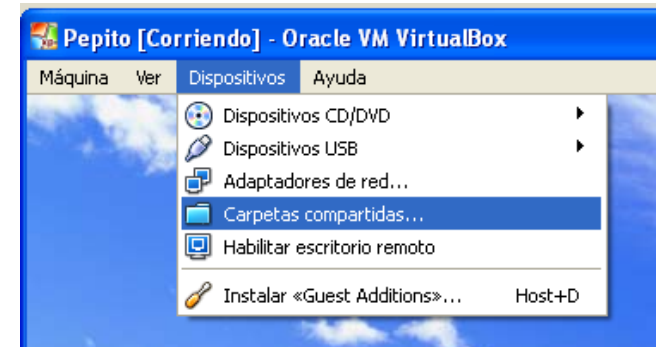 Pepito [Corriendo] - Oracle VM VirtualBox
Máquina Ver Dispositivos Ayuda
Dispositivos CD/DVD
Dispositivos USB
Adaptadores de red...
Carpetas compartidas...
Habilitar escritorio remoto
Instalar «Guest Additions»... Host+D